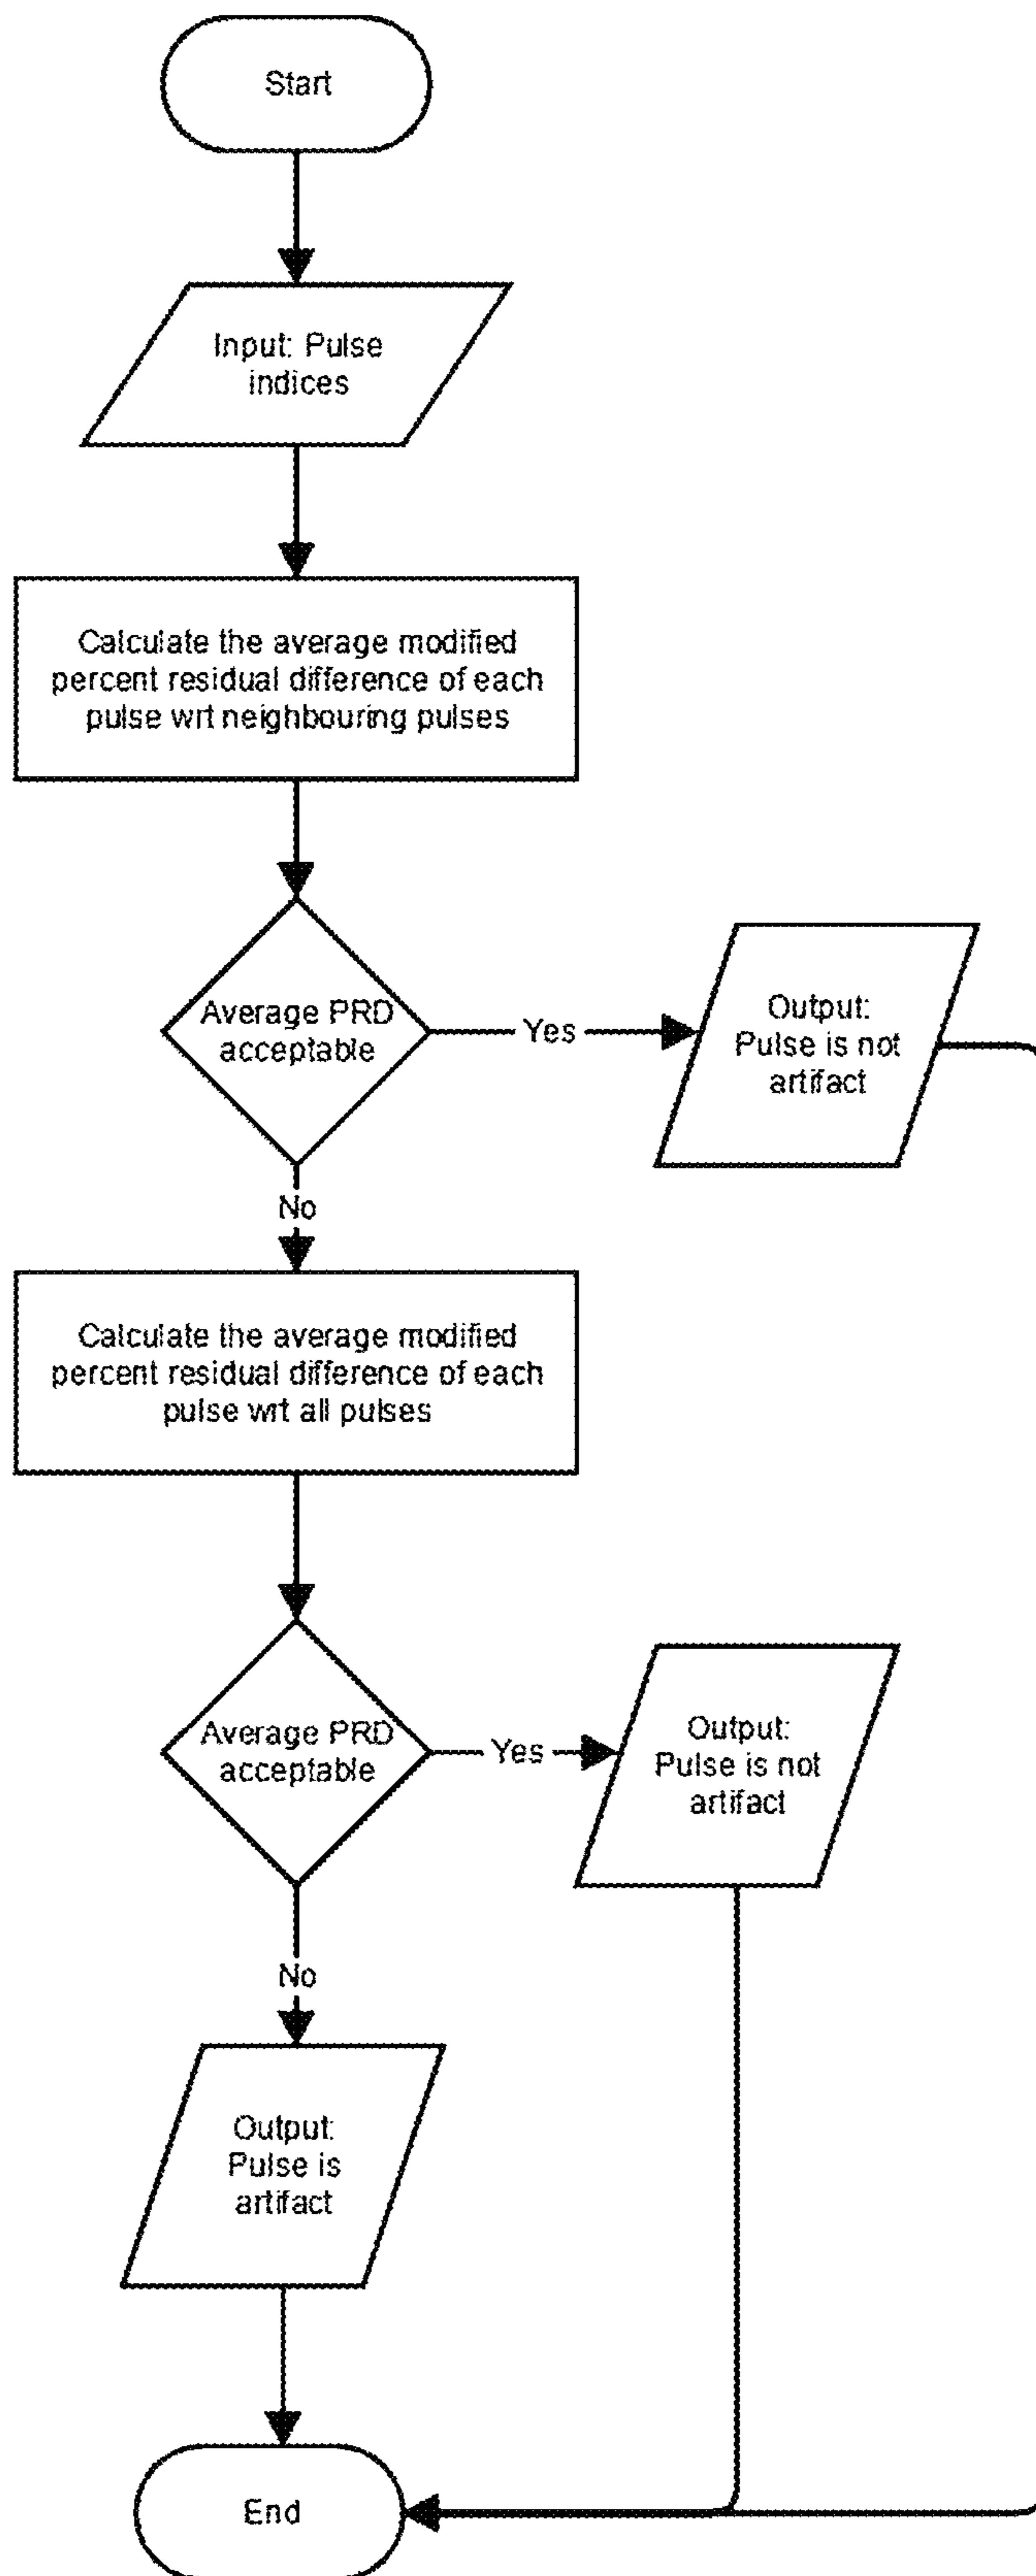 Start
Input: Pulse
indices
Calculate the average modified
percent residual difference of each
pulse wrt neighbouring pulses
Average PRD
acceptable
Yes
Output:
Pulse is not
artifact
No
Calculate the average modified
percent residual difference of each
pulse wrt all pulses
Average PRD
acceptable
Yes
Output:
Pulse is not
artifact
No
Output:
Pulse is
artifact
End